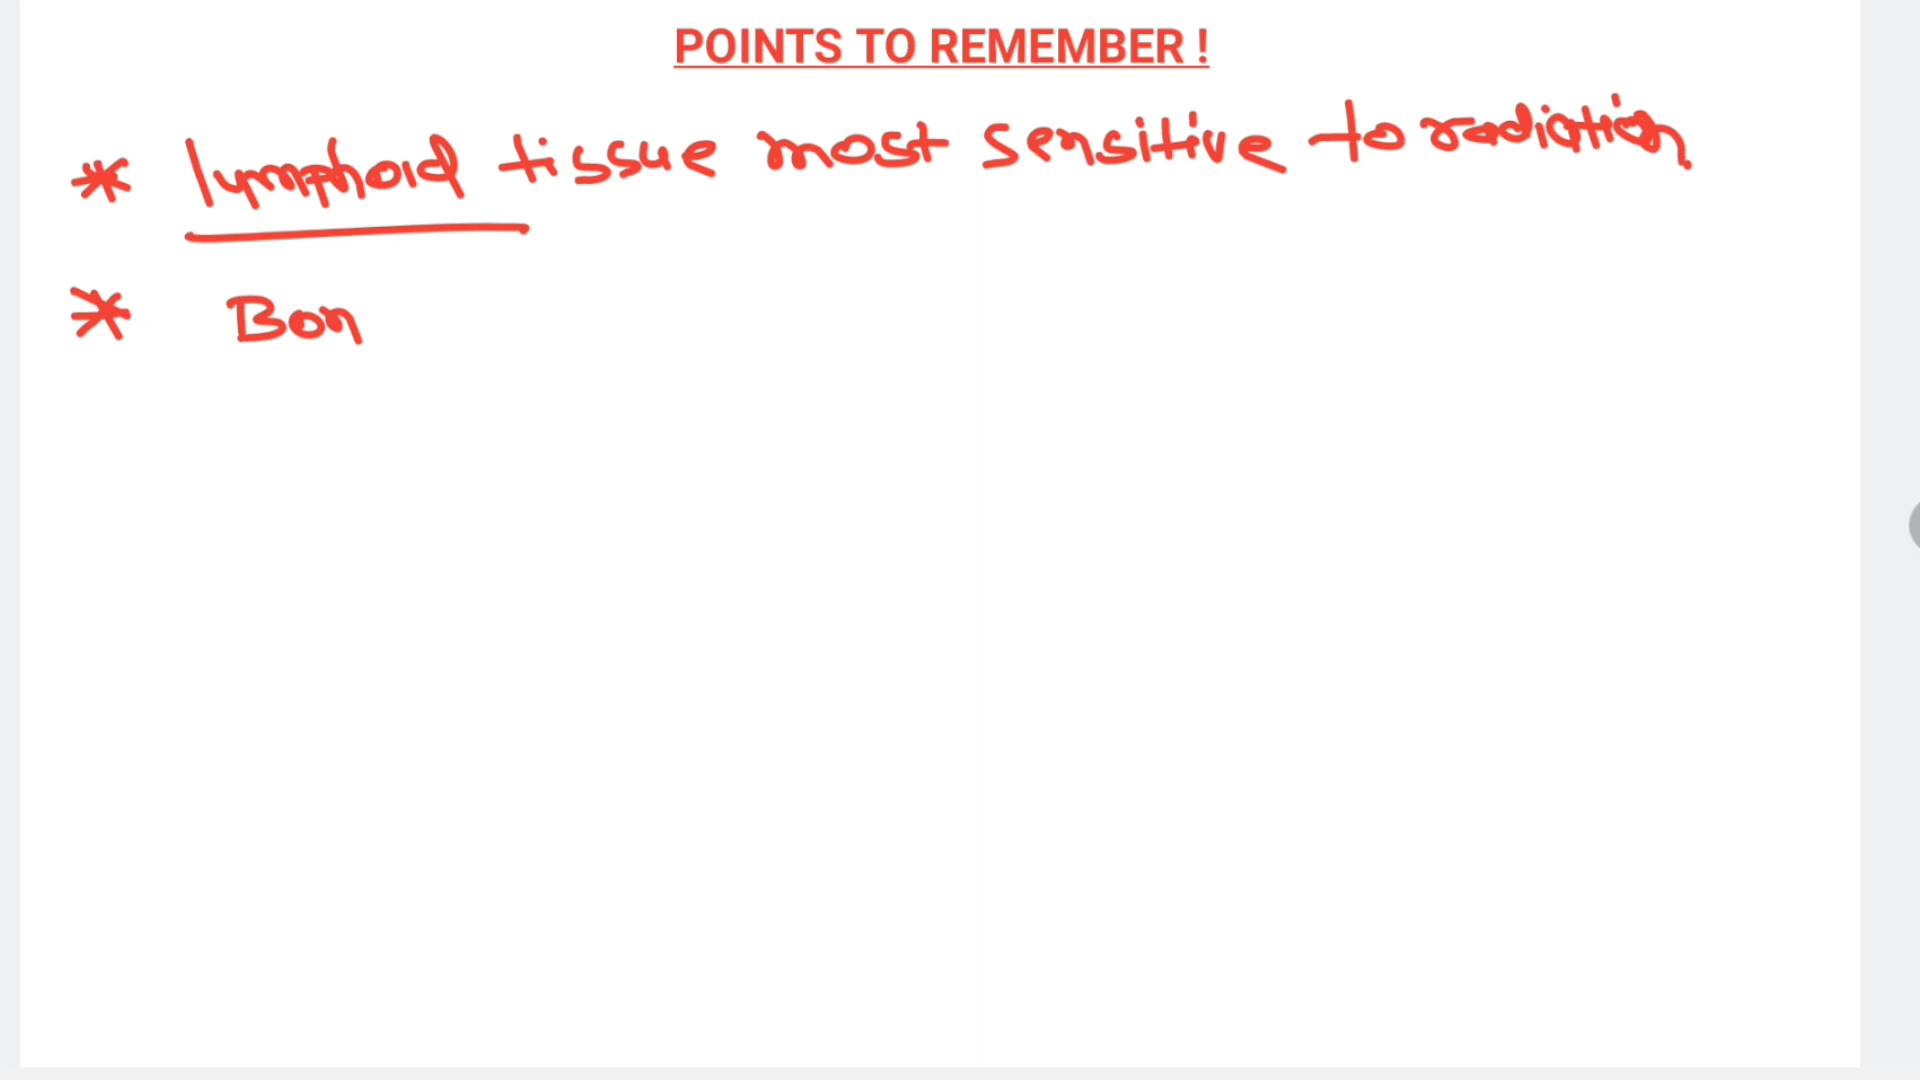 POINTS TO REMEMBER !
* lymphoid tissue most sensitive to radiation
* Bon